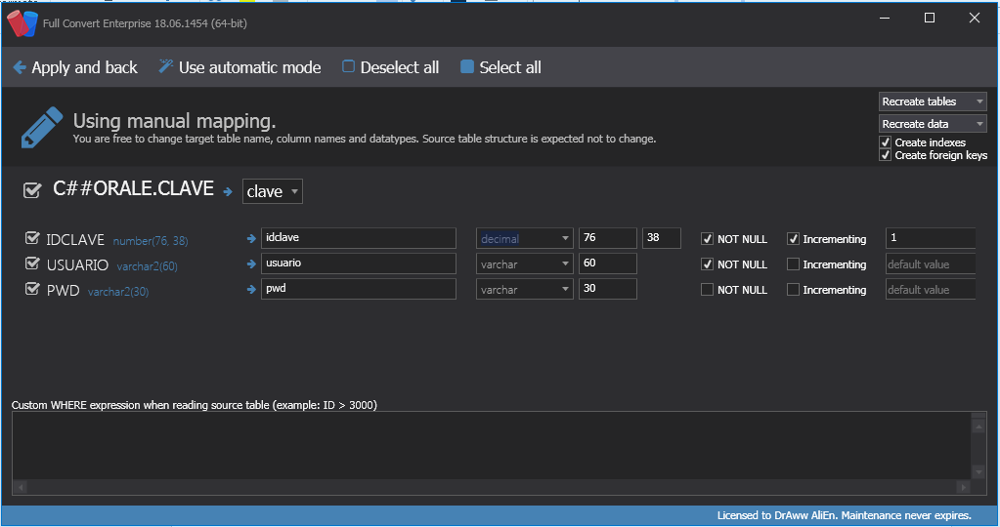 Full Convert Enterprise 18.06.1454 (64-bit)
Apply and back Use automatic mode Deselect all Select all
Using manual mapping.
You are free to change target table name, column names and datatypes. Source table structure is expected not to change.
Recreate tables
Recreate data
Create indexes
Create foreign keys
C##ORALE.CLAVE clave
IDCLAVE number(76, 38) idclave decimal 76 38 NOT NULL Incrementing 1
USUARIO varchar2(60) usuario varchar 60 NOT NULL Incrementing default value
PWD varchar2(30) pwd varchar 30 NOT NULL Incrementing default value
Custom WHERE expression when reading source table (example: ID > 3000)
Licensed to DrAww AliEn. Maintenance never expires.